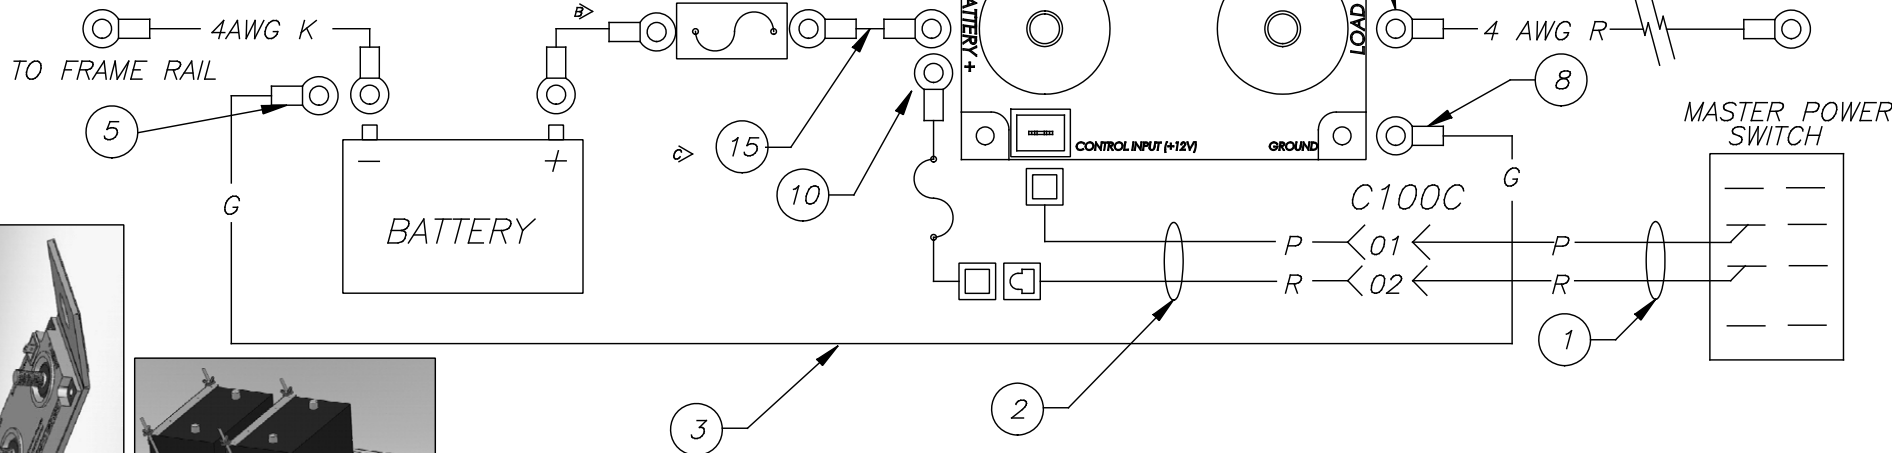 4AWG K
TO FRAME RAIL
5
G
BATTERY
B
15
C
10
ATTERY +
LOAD
4 AWG R
8
CONTROL INPUT (+12V)
GROUND
G
C100C
MASTER POWER
SWITCH
P 01 P
R 02 R
1
2
3